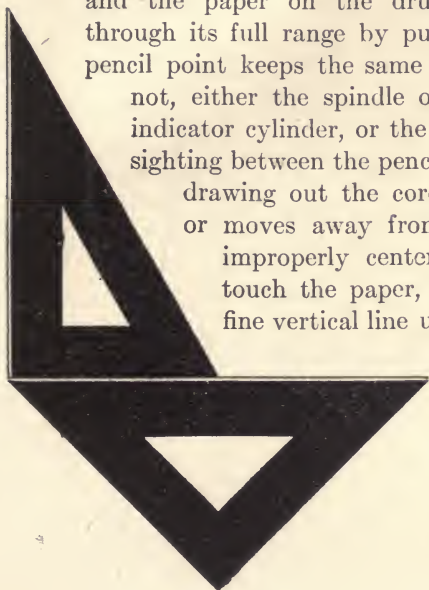 and the paper on the dru
through its full range by pu
pencil point keeps the same
not, either the spindle o
indicator cylinder, or the
sighting between the penc
drawing out the cor
or moves away from
improperly center
touch the paper,
fine vertical line u